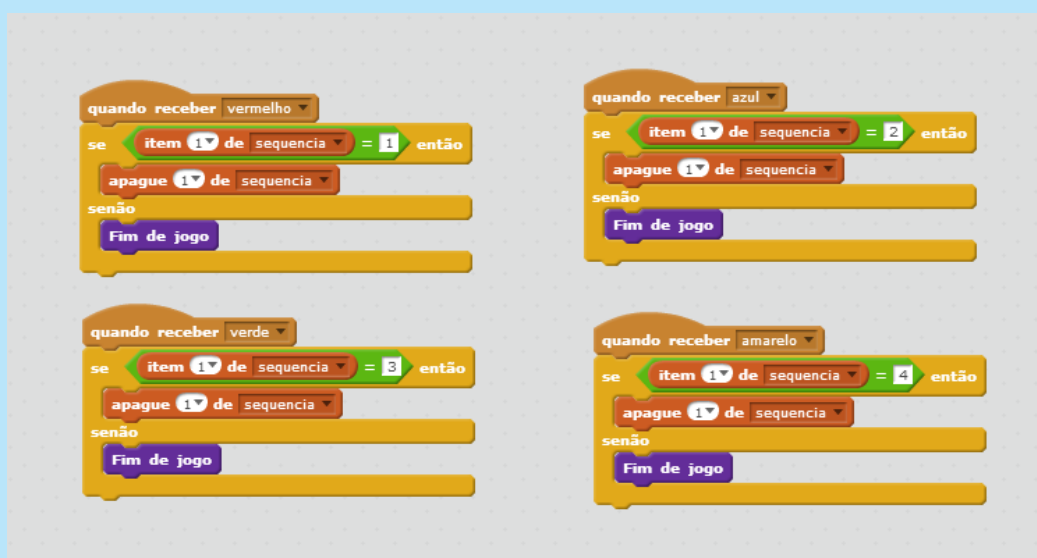 quando receber vermelho
se item 1 de sequencia = 1 então
apague 1 de sequencia
senão
Fim de jogo
quando receber azul
se item 1 de sequencia = 2 então
apague 1 de sequencia
senão
Fim de jogo
quando receber verde
se item 1 de sequencia = 3 então
apague 1 de sequencia
senão
Fim de jogo
quando receber amarelo
se item 1 de sequencia = 4 então
apague 1 de sequencia
senão
Fim de jogo